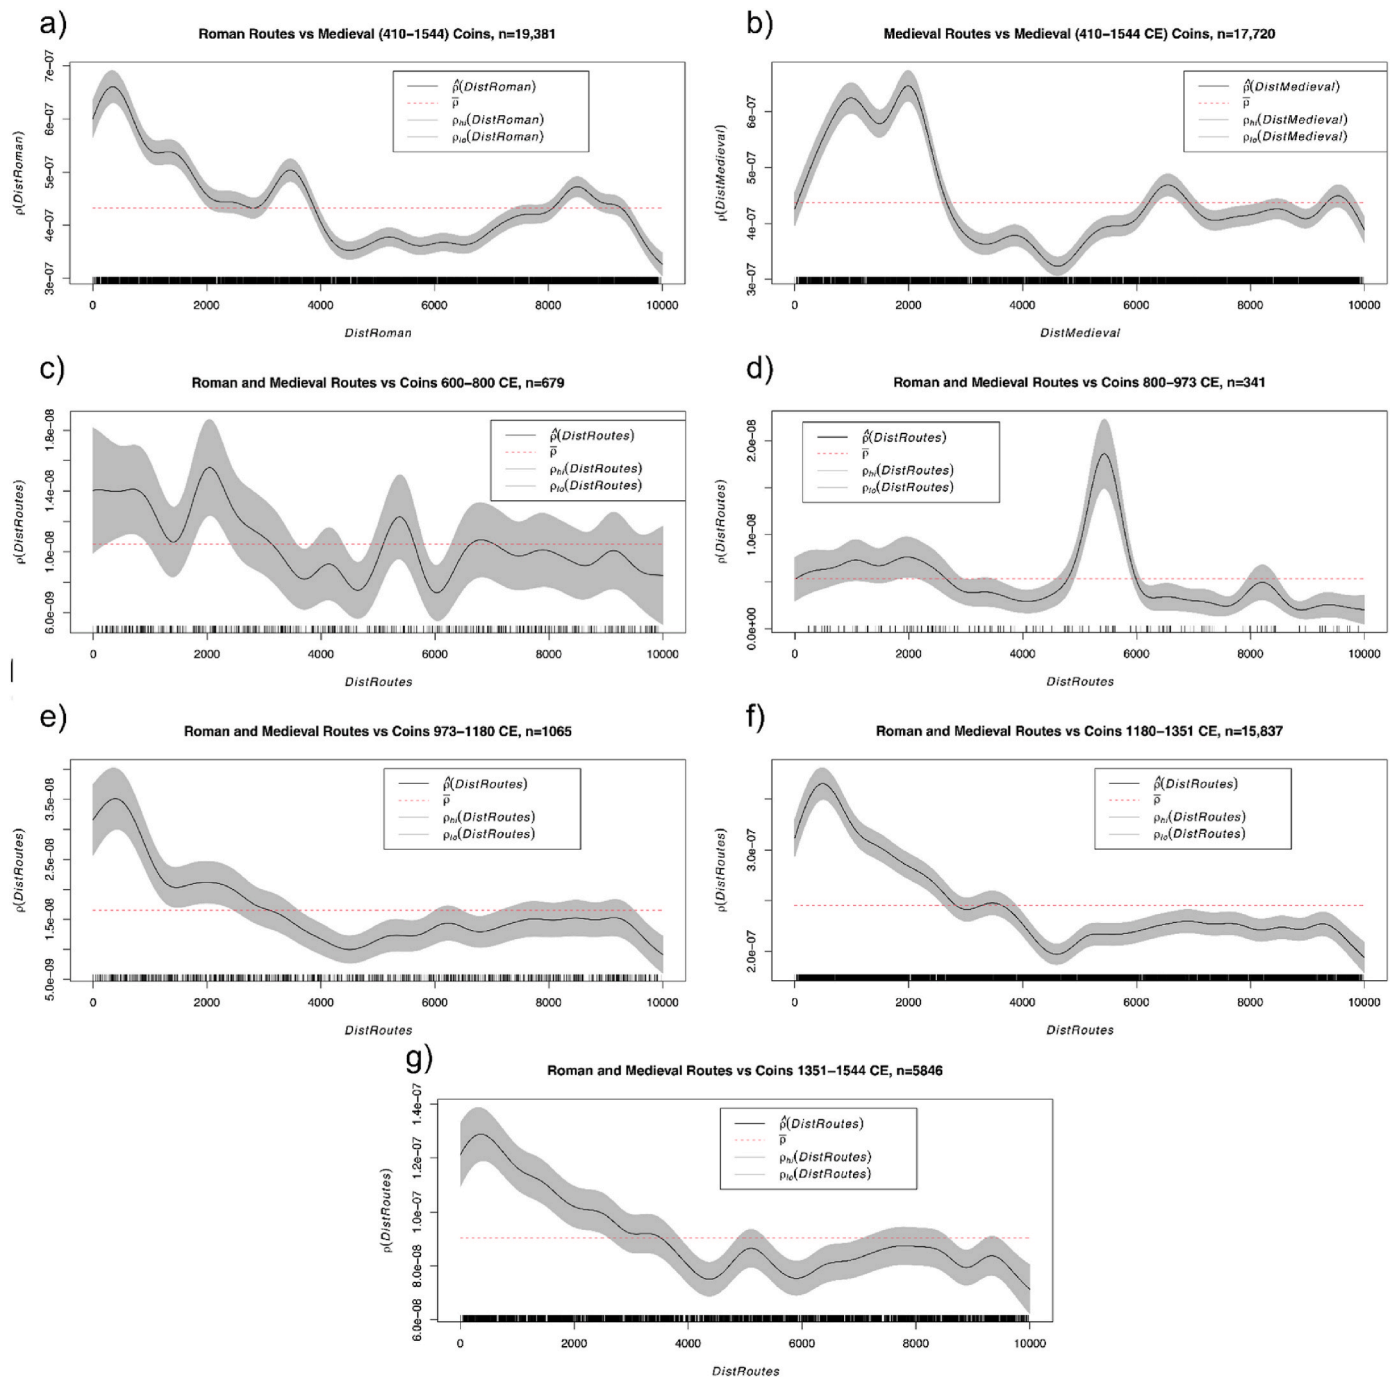 a)
Roman Routes vs Medieval (410−1544) Coins, n=19,381
ρ(DistRoman)
7e−07
6e−07
5e−07
4e−07
3e−07
ρ̂(DistRoman)
ρ̄
ρhi(DistRoman)
ρlo(DistRoman)
0 2000 4000 6000 8000 10000
DistRoman
b)
Medieval Routes vs Medieval (410−1544 CE) Coins, n=17,720
ρ(DistMedieval)
6e−07
5e−07
4e−07
3e−07
ρ̂(DistMedieval)
ρ̄
ρhi(DistMedieval)
ρlo(DistMedieval)
0 2000 4000 6000 8000 10000
DistMedieval
c)
Roman and Medieval Routes vs Coins 600−800 CE, n=679
ρ(DistRoutes)
1.8e−08
1.4e−08
1.0e−08
6.0e−09
ρ̂(DistRoutes)
ρ̄
ρhi(DistRoutes)
ρlo(DistRoutes)
0 2000 4000 6000 8000 10000
DistRoutes
d)
Roman and Medieval Routes vs Coins 800−973 CE, n=341
ρ(DistRoutes)
2.0e−08
1.0e−08
0.0e+00
ρ̂(DistRoutes)
ρ̄
ρhi(DistRoutes)
ρlo(DistRoutes)
0 2000 4000 6000 8000 10000
DistRoutes
e)
Roman and Medieval Routes vs Coins 973−1180 CE, n=1065
ρ(DistRoutes)
3.5e−08
2.5e−08
1.5e−08
5.0e−09
ρ̂(DistRoutes)
ρ̄
ρhi(DistRoutes)
ρlo(DistRoutes)
0 2000 4000 6000 8000 10000
DistRoutes
f)
Roman and Medieval Routes vs Coins 1180−1351 CE, n=15,837
ρ(DistRoutes)
3.0e−07
2.0e−07
ρ̂(DistRoutes)
ρ̄
ρhi(DistRoutes)
ρlo(DistRoutes)
0 2000 4000 6000 8000 10000
DistRoutes
g)
Roman and Medieval Routes vs Coins 1351−1544 CE, n=5846
ρ(DistRoutes)
1.4e−07
1.2e−07
1.0e−07
8.0e−08
6.0e−08
ρ̂(DistRoutes)
ρ̄
ρhi(DistRoutes)
ρlo(DistRoutes)
0 2000 4000 6000 8000 10000
DistRoutes